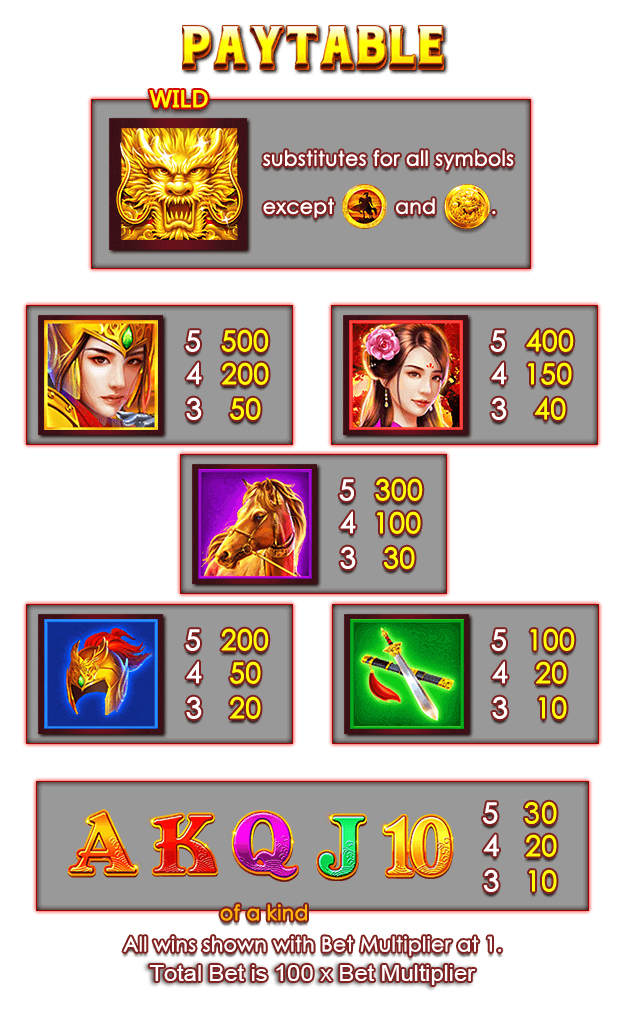 PAYTABLE
WILD
substitutes for all symbols
except and .
5 500
4 200
3 50
5 400
4 150
3 40
5 300
4 100
3 30
5 200
4 50
3 20
5 100
4 20
3 10
A K Q J 10
5 30
4 20
3 10
of a kind
All wins shown with Bet Multiplier at 1.
Total Bet is 100 x Bet Multiplier